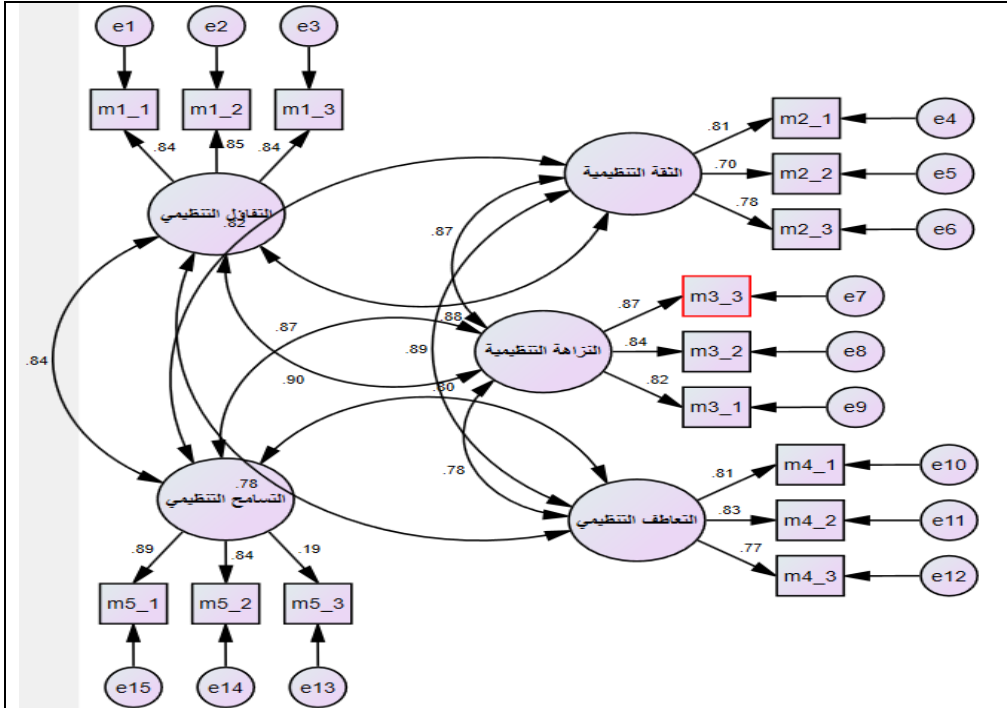 e1 e2 e3
m1_1 m1_2 m1_3
.84 .85 .84
التفاؤل التنظيمي
.82
الثقة التنظيمية
.81 m2_1 e4
.70 m2_2 e5
.78 m2_3 e6
.87
.88
.87
.89
.90
.80
.84
.78
النزاهة التنظيمية
.87 m3_3 e7
.84 m3_2 e8
.82 m3_1 e9
التسامح التنظيمي
.78
التعاطف التنظيمي
.81 m4_1 e10
.83 m4_2 e11
.77 m4_3 e12
.89 .84 .19
m5_1 m5_2 m5_3
e15 e14 e13